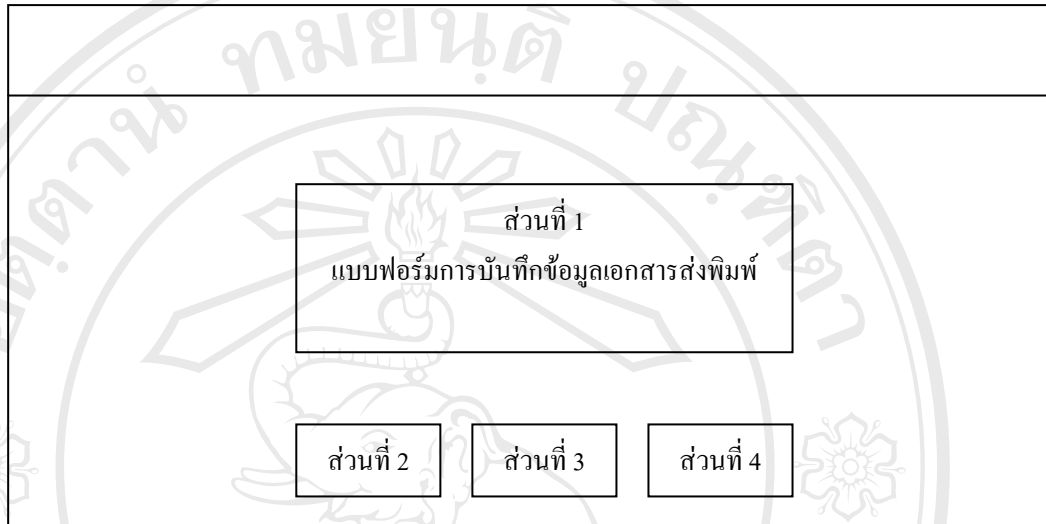 ส่วนที่ 1
แบบฟอร์มการบันทึกข้อมูลเอกสารส่งพิมพ์
ส่วนที่ 2 ส่วนที่ 3 ส่วนที่ 4